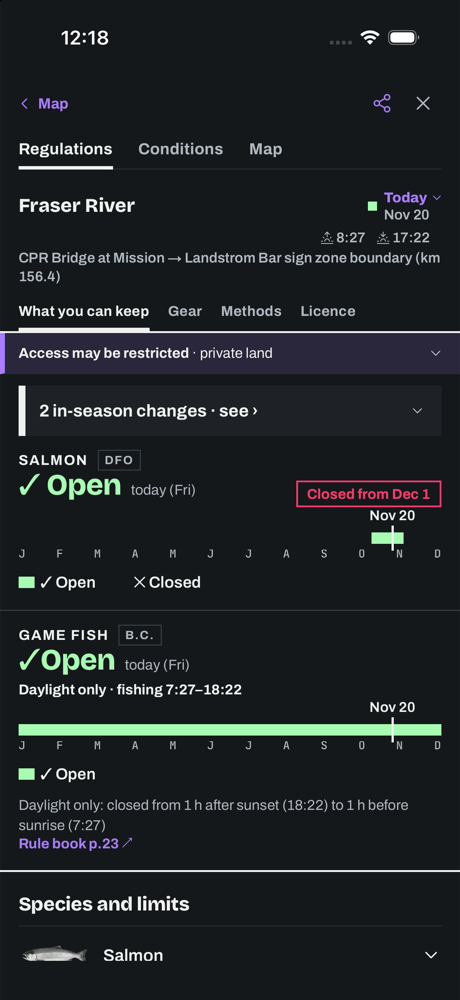 12:18
Map
Regulations Conditions Map
Fraser River
Today
Nov 20
8:27 17:22
CPR Bridge at Mission → Landstrom Bar sign zone boundary (km
156.4)
What you can keep Gear Methods Licence
Access may be restricted · private land
2 in-season changes · see ›
SALMON DFO
✓ Open today (Fri)
Closed from Dec 1
Nov 20
J F M A M J J A S O N D
✓ Open ✕ Closed
GAME FISH B.C.
✓ Open today (Fri)
Daylight only · fishing 7:27–18:22
Nov 20
J F M A M J J A S O N D
✓ Open
Daylight only: closed from 1 h after sunset (18:22) to 1 h before
sunrise (7:27)
Rule book p.23 ↗
Species and limits
Salmon